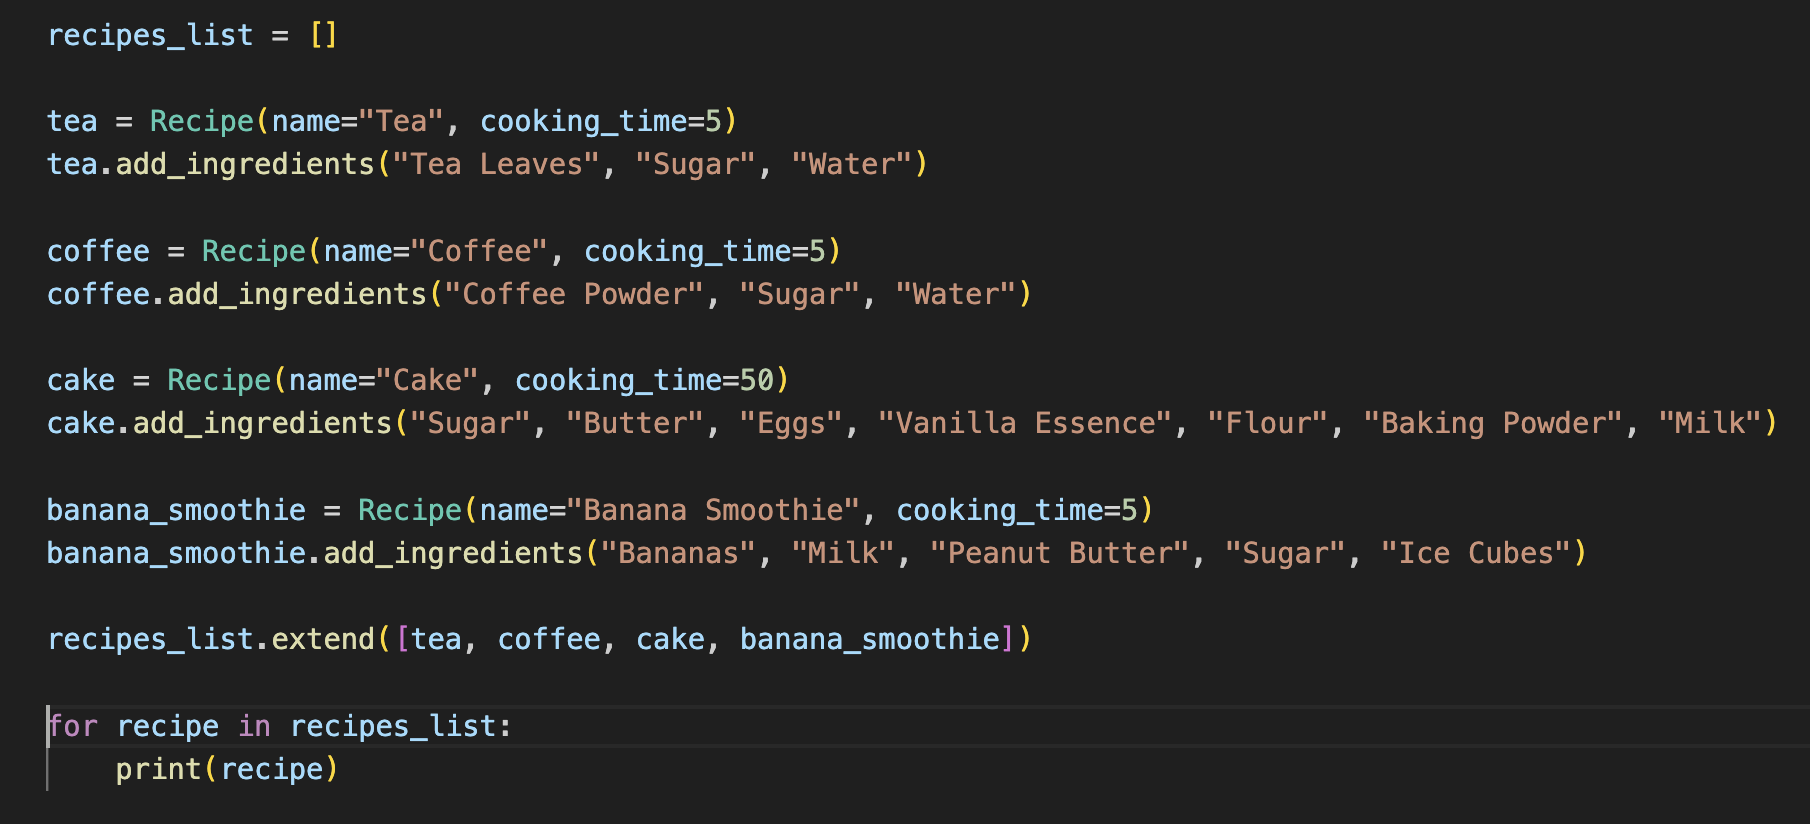 recipes_list = []
tea = Recipe(name="Tea", cooking_time=5)
tea.add_ingredients("Tea Leaves", "Sugar", "Water")
coffee = Recipe(name="Coffee", cooking_time=5)
coffee.add_ingredients("Coffee Powder", "Sugar", "Water")
cake = Recipe(name="Cake", cooking_time=50)
cake.add_ingredients("Sugar", "Butter", "Eggs", "Vanilla Essence", "Flour", "Baking Powder", "Milk")
banana_smoothie = Recipe(name="Banana Smoothie", cooking_time=5)
banana_smoothie.add_ingredients("Bananas", "Milk", "Peanut Butter", "Sugar", "Ice Cubes")
recipes_list.extend([tea, coffee, cake, banana_smoothie])
for recipe in recipes_list:
    print(recipe)